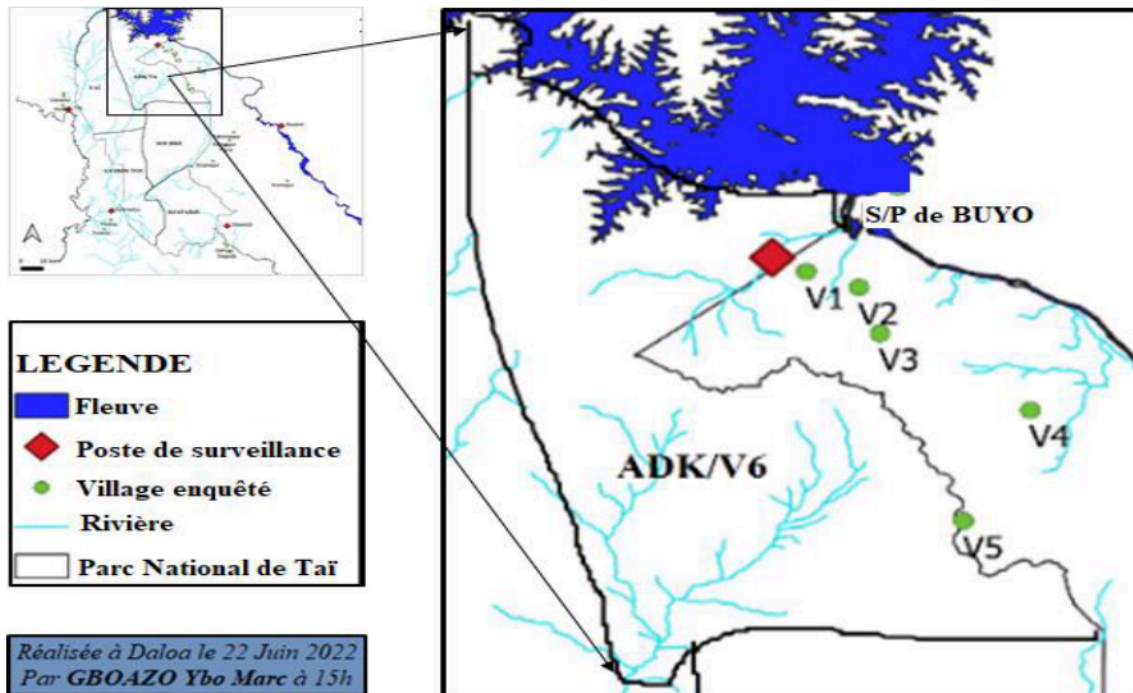 S/P de BUYO
V1
V2
V3
V4
ADK/V6
V5
LEGENDE
Fleuve
Poste de surveillance
Village enquêté
Rivière
Parc National de Taï
Réalisée à Daloa le 22 Juin 2022
Par GBOAZO Ybo Marc à 15h